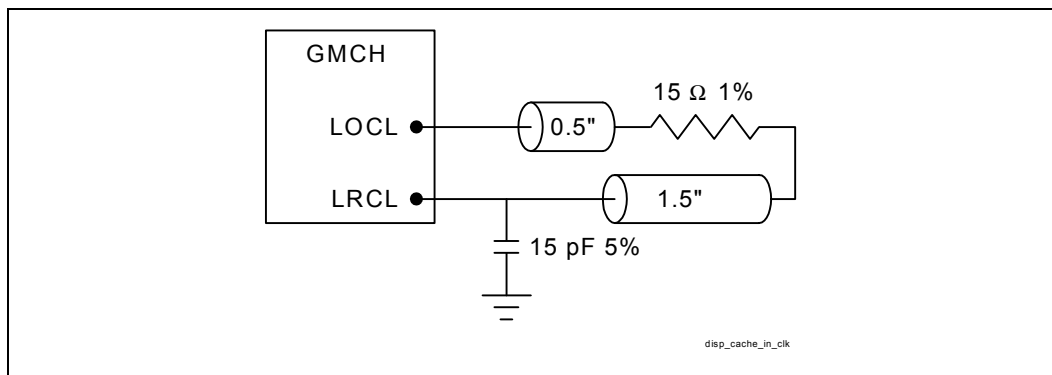 GMCH
15 Ω 1%
LOCL
0.5"
LRCL
1.5"
15 pF 5%
disp_cache_in_clk